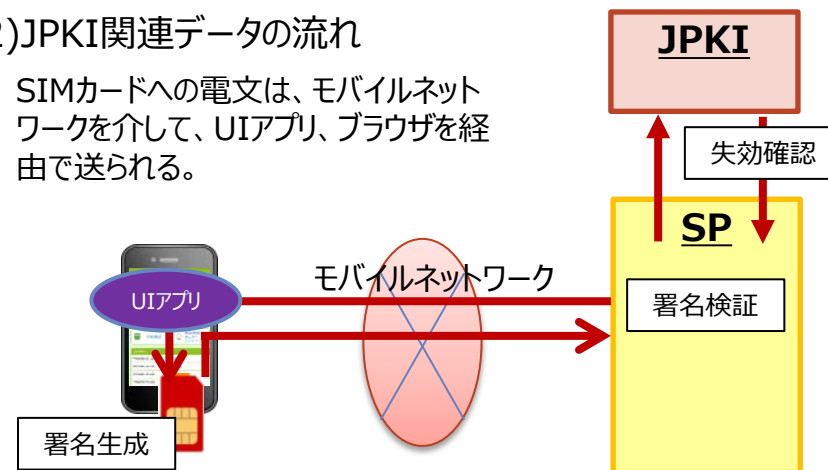 2)JPKI関連データの流れ
SIMカードへの電文は、モバイルネット
ワークを介して、UIアプリ、ブラウザを経
由で送られる。
JPKI
失効確認
SP
モバイルネットワーク
UIアプリ
署名検証
署名生成